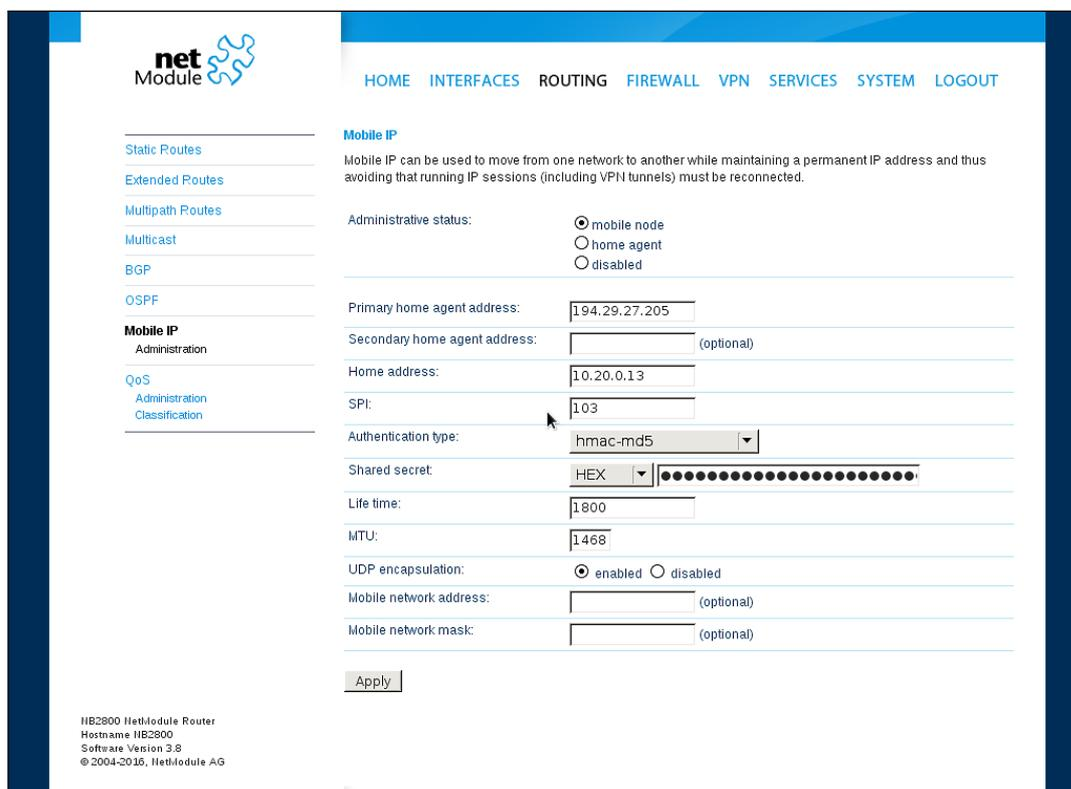 net
Module
HOME INTERFACES ROUTING FIREWALL VPN SERVICES SYSTEM LOGOUT
Static Routes
Extended Routes
Multipath Routes
Multicast
BGP
OSPF
Mobile IP
Administration
QoS
Administration
Classification
Mobile IP
Mobile IP can be used to move from one network to another while maintaining a permanent IP address and thus
avoiding that running IP sessions (including VPN tunnels) must be reconnected.
Administrative status:
mobile node
home agent
disabled
Primary home agent address: 194.29.27.205
Secondary home agent address: (optional)
Home address: 10.20.0.13
SPI: 103
Authentication type: hmac-md5
Shared secret: HEX
Life time: 1800
MTU: 1468
UDP encapsulation: enabled disabled
Mobile network address: (optional)
Mobile network mask: (optional)
Apply
NB2800 NetModule Router
Hostname NB2800
Software Version 3.8
© 2004-2016, NetModule AG